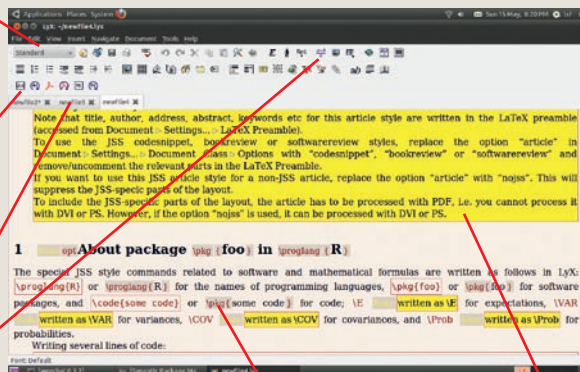 Applications Places System
Sun 15 May, 8:20 PM
LyX: ~/newfile4.lyx
File Edit View Insert Navigate Document Tools Help
Standard
newfile2* newfile3 newfile4
Note that title, author, address, abstract, keywords etc for this article style are written in the LaTeX preamble
(accessed from Document ▷ Settings... ▷ LaTeX Preamble).
To use the JSS codesnippet, bookreview or softwarereview styles, replace the option "article" in
Document ▷ Settings... ▷ Document Class ▷ Options with "codesnippet", "bookreview" or "softwarereview" and
remove/uncomment the relevant parts in the LaTeX Preamble.
If you want to use this JSS article style for a non-JSS article, replace the option "article" with "nojss". This will
suppress the JSS-specic parts of the layout.
To include the JSS-specific parts of the layout, the article has to be processed with PDF, i.e. you cannot process it
with DVI or PS. However, if the option "nojss" is used, it can be processed with DVI or PS.
1 opt About package \pkg{foo} in \proglang{R}
The special JSS style commands related to software and mathematical formulas are written as follows in LyX:
\proglang{R} or \proglang{R} for the names of programming languages, \pkg{foo} or \pkg{foo} for software
packages, and \code{some code} or \pkg{some code} for code; \E written as \E for expectations, \VAR
written as \VAR for variances, \COV written as \COV for covariances, and \Prob written as \Prob for
probabilities.
Writing several lines of code:
Font: Default